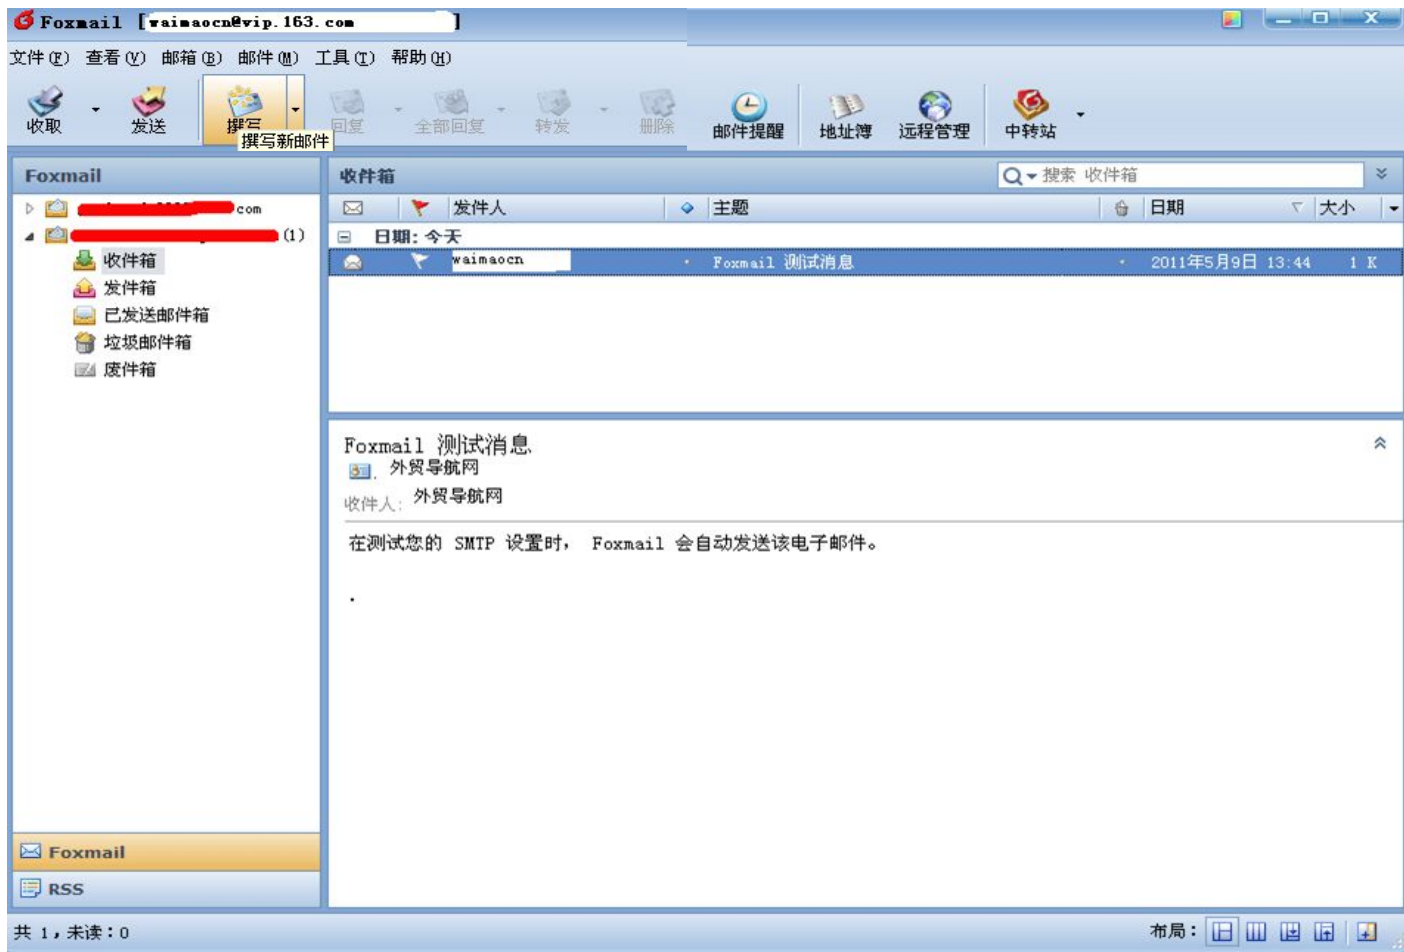 Foxmail [waimaocn@vip.163.com ]
文件(F) 查看(V) 邮箱(B) 邮件(M) 工具(T) 帮助(H)
收取 发送 撰写 回复 全部回复 转发 删除 邮件提醒 地址簿 远程管理 中转站
撰写新邮件
Foxmail
收件箱
搜索 收件箱
com
(1)
收件箱
发件箱
已发送邮件箱
垃圾邮件箱
废件箱
发件人 主题 日期 大小
日期: 今天
waimaocn Foxmail 测试消息 2011年5月9日 13:44 1 K
Foxmail 测试消息
外贸导航网
收件人: 外贸导航网
在测试您的 SMTP 设置时， Foxmail 会自动发送该电子邮件。
.
Foxmail
RSS
共 1，未读：0
布局：